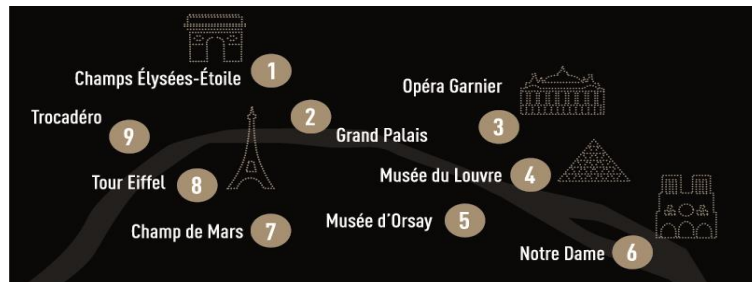 Champs Élysées-Étoile 1
Opéra Garnier
3
2
Grand Palais
Trocadéro
9
Musée du Louvre 4
Tour Eiffel 8
Musée d'Orsay 5
Champ de Mars 7
Notre Dame 6